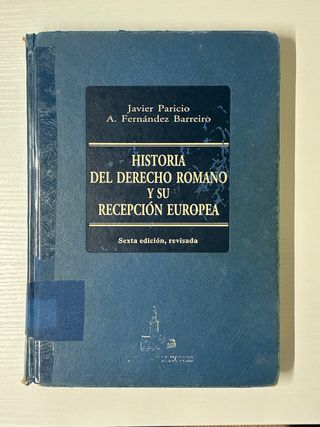 Javier Paricio
A. Fernández Barreiro
HISTORIA
DEL DERECHO ROMANO
Y SU
RECEPCIÓN EUROPEA
Sexta edición, revisada